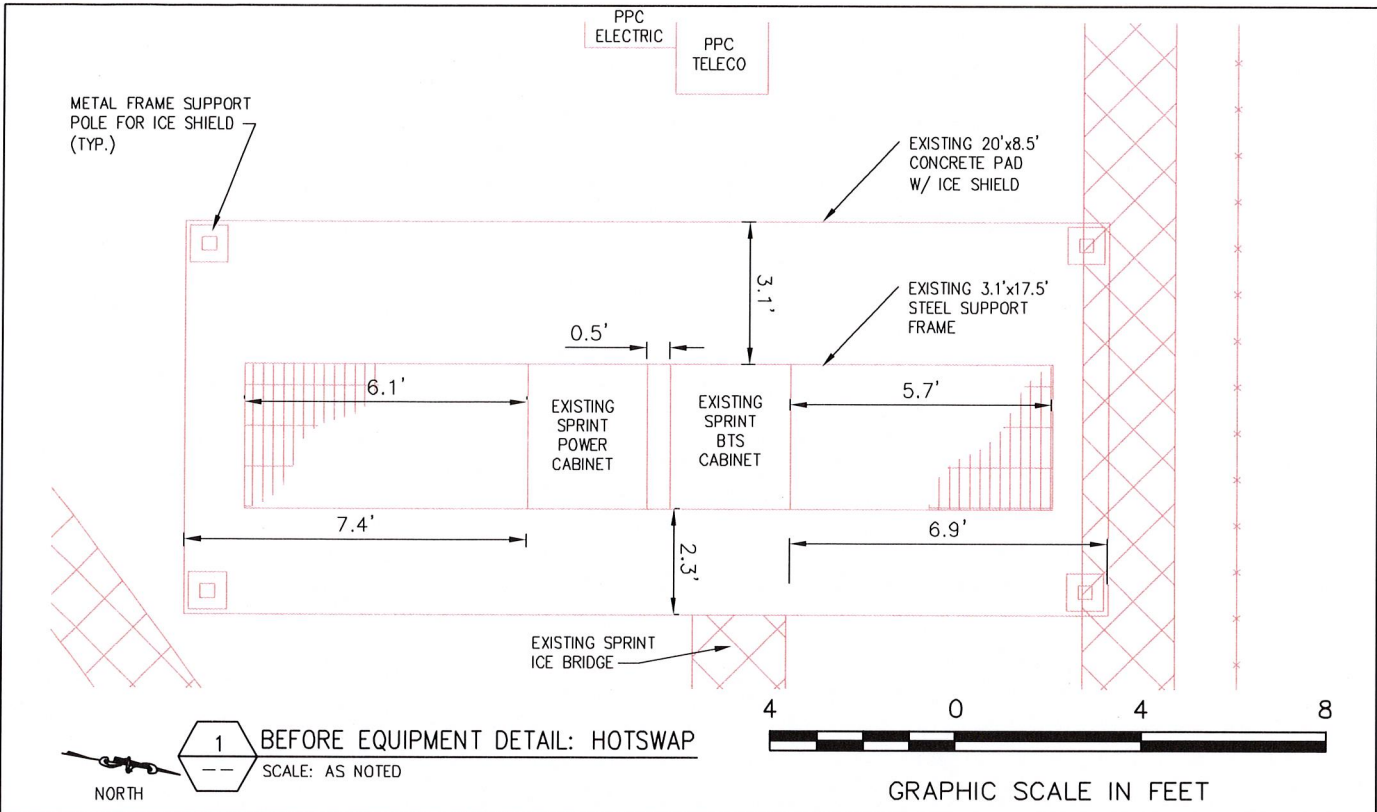 PPC
ELECTRIC
PPC
TELECO
METAL FRAME SUPPORT
POLE FOR ICE SHIELD
(TYP.)
EXISTING 20'x8.5'
CONCRETE PAD
W/ ICE SHIELD
3.1'
EXISTING 3.1'x17.5'
STEEL SUPPORT
FRAME
0.5'
6.1'
EXISTING
SPRINT
POWER
CABINET
EXISTING
SPRINT
BTS
CABINET
5.7'
7.4'
2.3'
6.9'
EXISTING SPRINT
ICE BRIDGE
4 0 4 8
GRAPHIC SCALE IN FEET
NORTH
1
--
BEFORE EQUIPMENT DETAIL: HOTSWAP
SCALE: AS NOTED